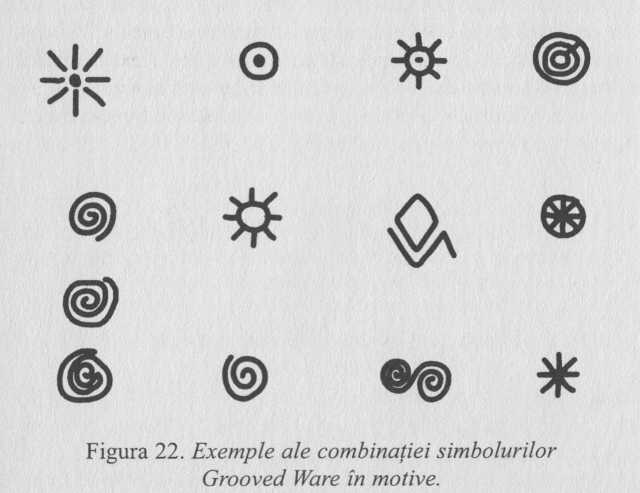 Figura 22. Exemple ale combinației simbolurilor
Grooved Ware în motive.